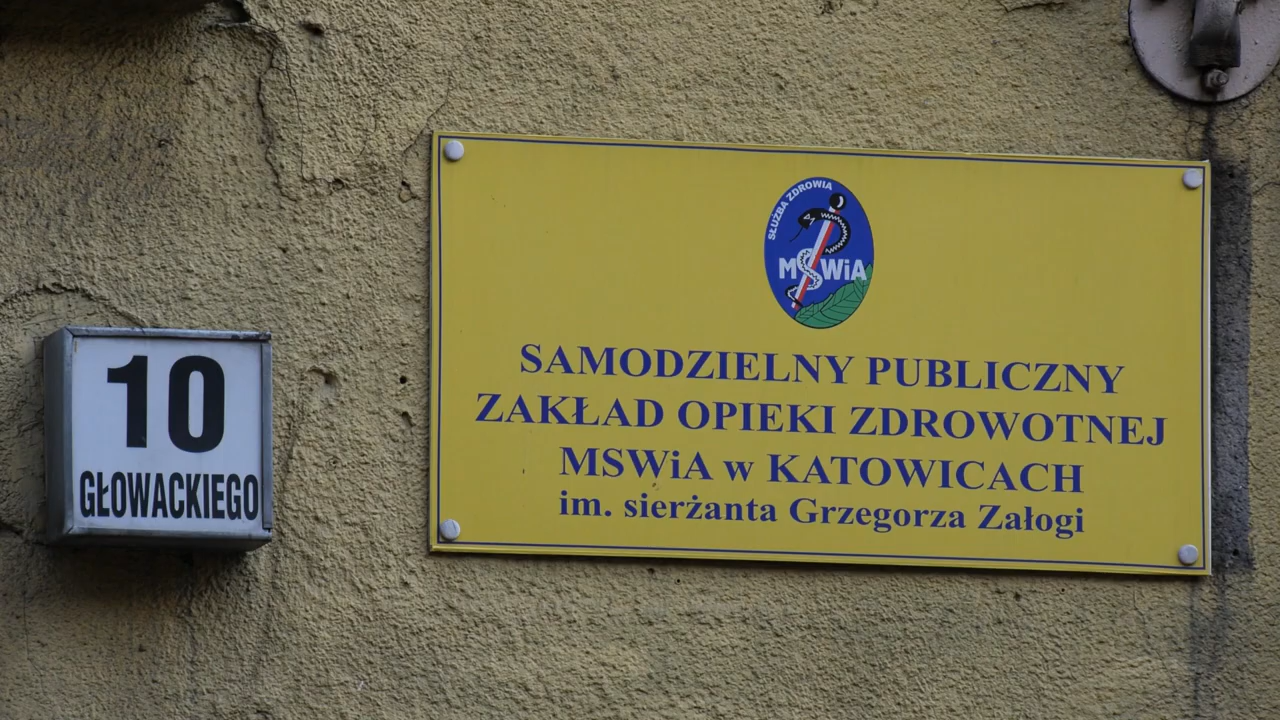 10
GŁOWACKIEGO
SŁUŻBA ZDROWIA
MSWiA
SAMODZIELNY PUBLICZNY
ZAKŁAD OPIEKI ZDROWOTNEJ
MSWiA w KATOWICACH
im. sierżanta Grzegorza Załogi